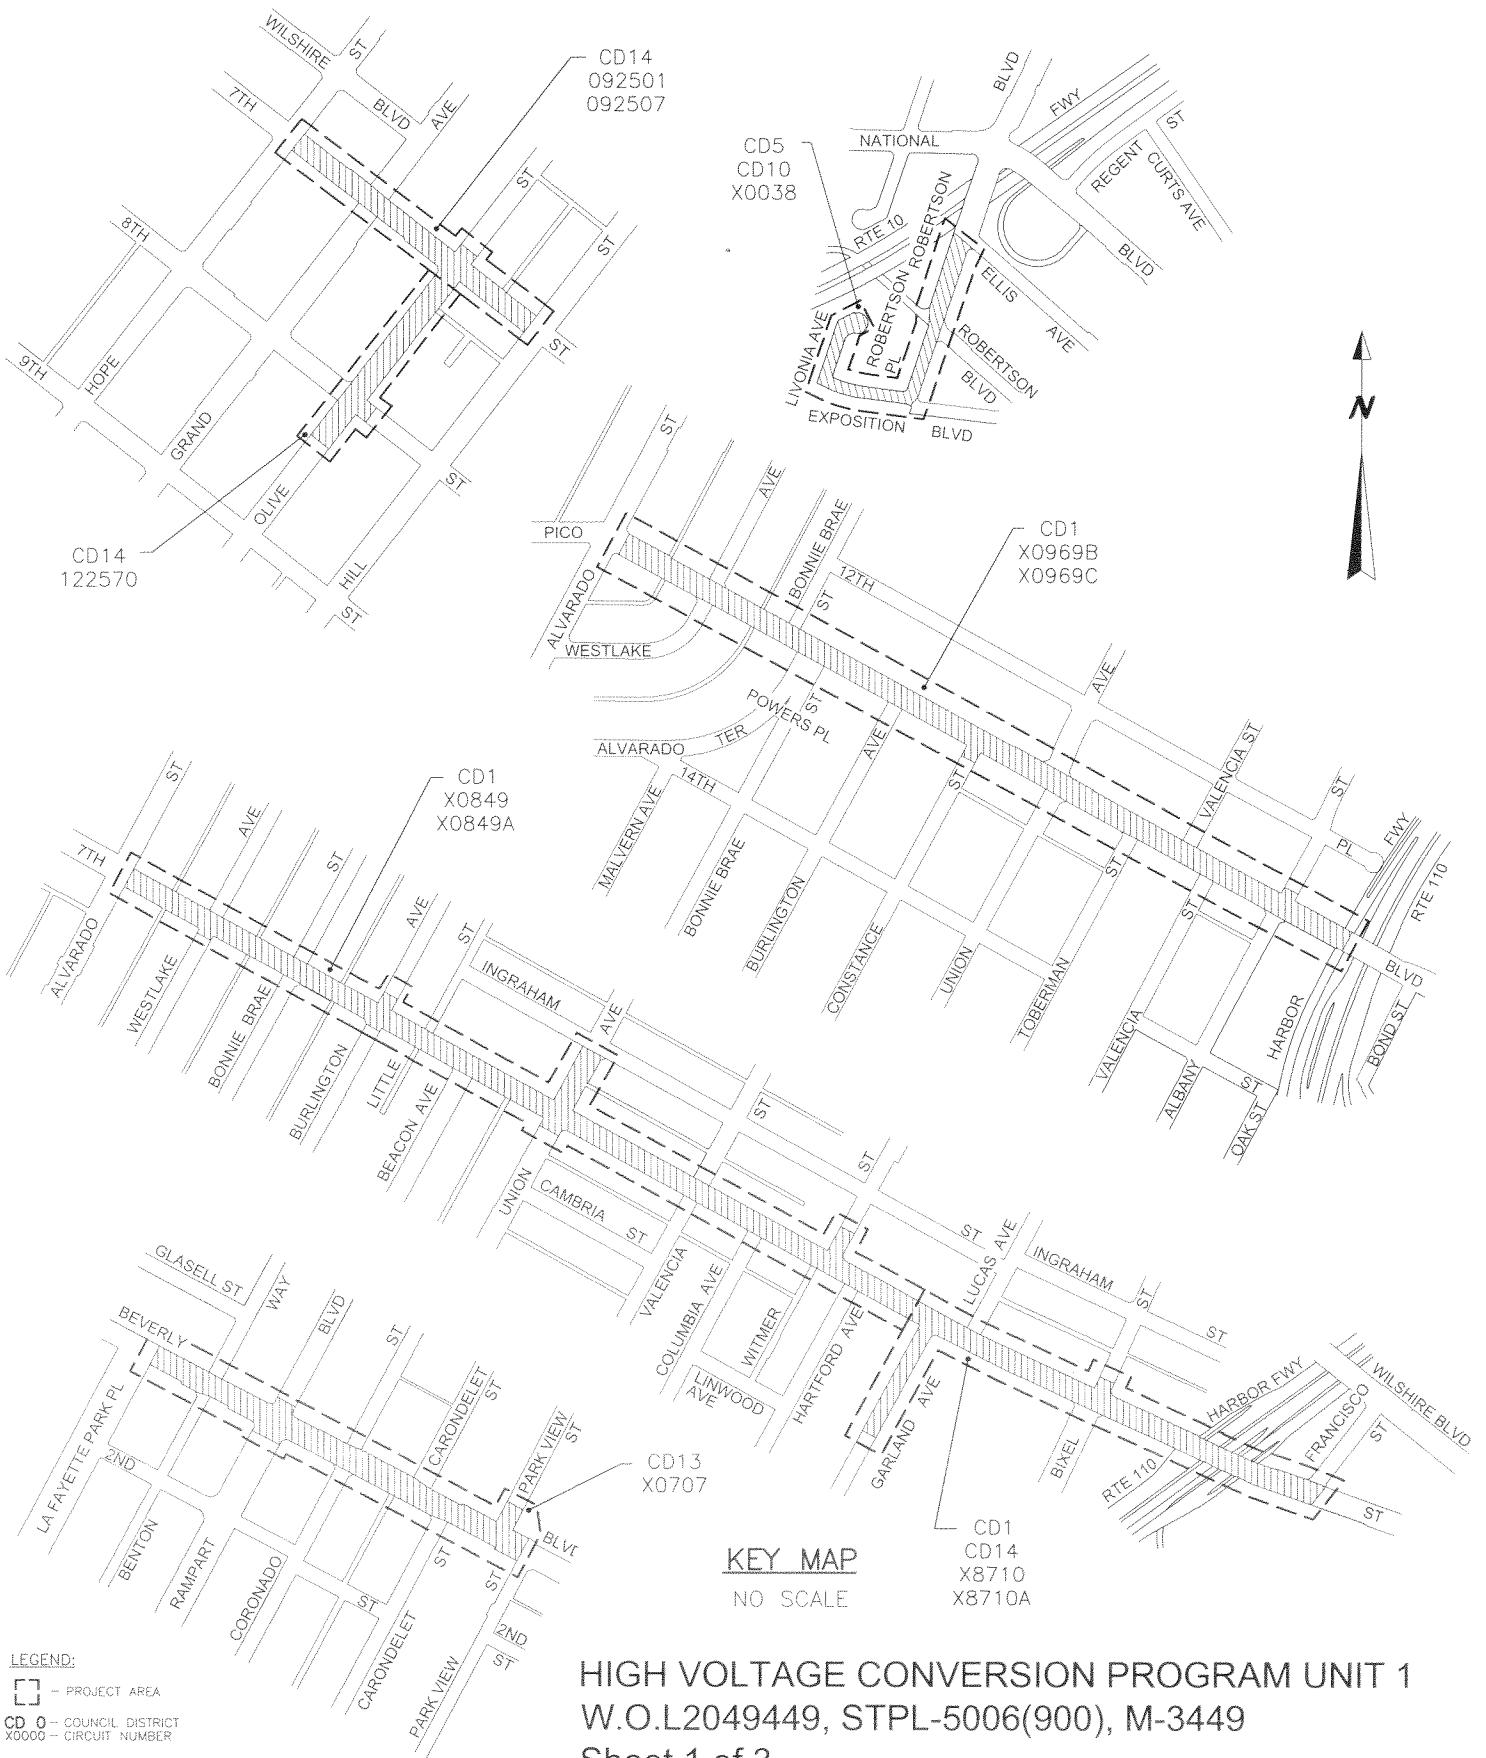 WILSHIRE
ST
BLVD
7TH
AVE
ST
8TH
ST
ST
9TH
HOPE
GRAND
OLIVE
HILL
ST
ST
CD14
092501
092507
CD14
122570
BLVD
FWY
NATIONAL
REGENT
ST
CURTS AVE
CD5
CD10
X0038
RTE 10
ROBERTSON
ROBERTSON
BLVD
ELLIS
AVE
LIVONIA AVE
ROBERTSON
PL
ROBERTSON
BLVD
EXPOSITION
BLVD
N
ST
AVE
PICO
BONNIE BRAE
ST
12TH
CD1
X0969B
X0969C
ALVARADO
WESTLAKE
POWERS PL
ST
AVE
ALVARADO
TER
14TH
AVE
ST
VALENCIA ST
ST
MALVERN AVE
BONNIE BRAE
BURLINGTON
CONSTANCE
UNION
TOBERMAN
ST
VALENCIA
ST
ALBANY
PL
FWY
RTE 110
BLVD
HARBOR
BOND ST
ST
OAK ST
ST
AVE
ST
AVE
ST
CD1
X0849
X0849A
7TH
ALVARADO
WESTLAKE
BONNIE BRAE
BURLINGTON
LITTLE
BEACON AVE
INGRAHAM
AVE
UNION
CAMBRIA
ST
ST
VALENCIA
COLUMBIA AVE
WITMER
LINWOOD
AVE
HARTFORD AVE
ST
ST
LUCAS AVE
INGRAHAM
ST
ST
GARLAND AVE
BIXEL
HARBOR FWY
RTE 110
FRANCISCO
ST
WILSHIRE BLVD
ST
GLASELL ST
WAY
BEVERLY
BLVD
ST
CARONDELET
ST
PARK VIEW
ST
LA FAYETTE PARK PL
2ND
BENTON
RAMPART
CORONADO
ST
CARONDELET
ST
PARK VIEW
ST
BLVD
2ND
ST
CD13
X0707
CD1
CD14
X8710
X8710A
KEY MAP
NO SCALE
LEGEND:
– PROJECT AREA
CD 0 – COUNCIL DISTRICT
X0000 – CIRCUIT NUMBER
HIGH VOLTAGE CONVERSION PROGRAM UNIT 1
W.O.L2049449, STPL-5006(900), M-3449
Sheet 1 of 2